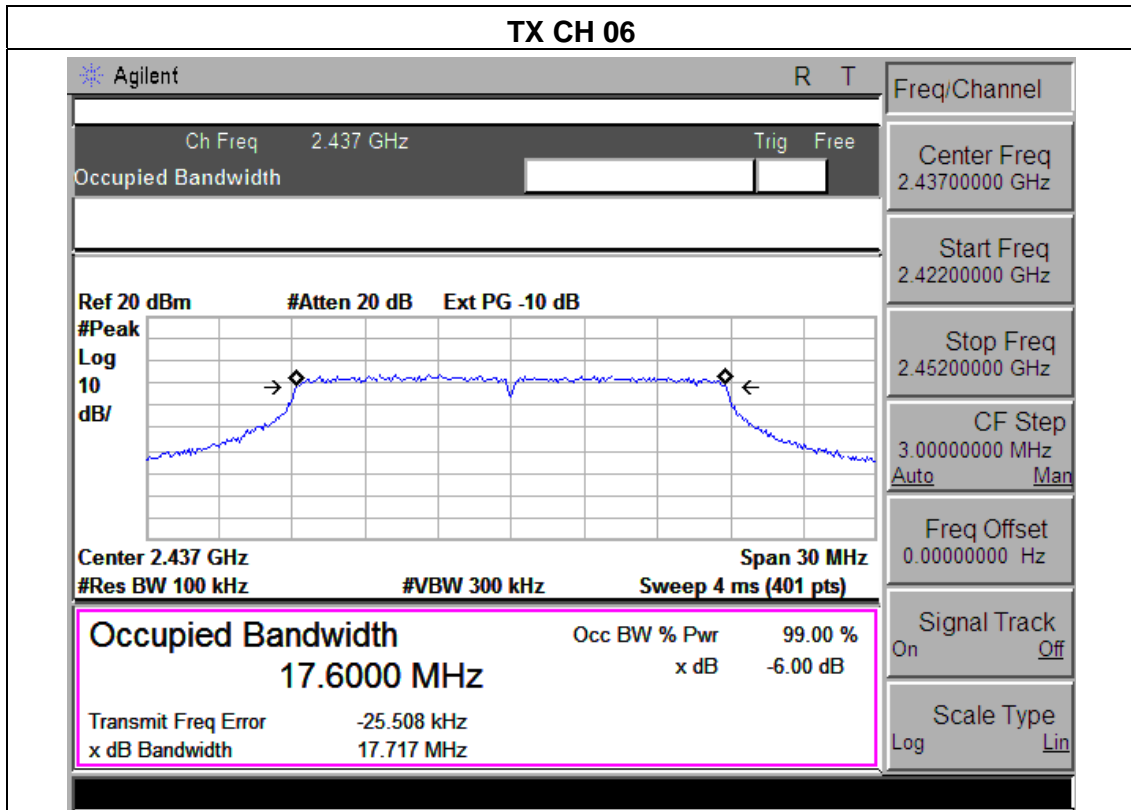 TX CH 06
Agilent R T
Ch Freq 2.437 GHz Trig Free
Occupied Bandwidth
Ref 20 dBm #Atten 20 dB Ext PG -10 dB
#Peak
Log
10
dB/
Center 2.437 GHz Span 30 MHz
#Res BW 100 kHz #VBW 300 kHz Sweep 4 ms (401 pts)
Occupied Bandwidth
17.6000 MHz
Occ BW % Pwr 99.00 %
x dB -6.00 dB
Transmit Freq Error -25.508 kHz
x dB Bandwidth 17.717 MHz
Freq/Channel
Center Freq
2.43700000 GHz
Start Freq
2.42200000 GHz
Stop Freq
2.45200000 GHz
CF Step
3.00000000 MHz
Auto Man
Freq Offset
0.00000000 Hz
Signal Track
On Off
Scale Type
Log Lin